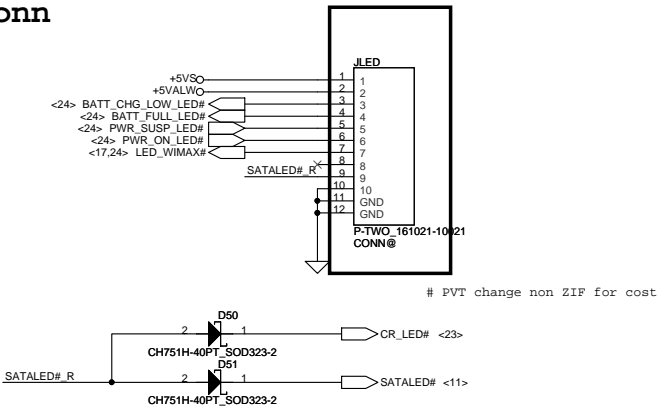 onn
JLED
+5VS 1 1
+5VALW 2 2
<24> BATT_CHG_LOW_LED# 3 3
<24> BATT_FULL_LED# 4 4
<24> PWR_SUSP_LED# 5 5
<24> PWR_ON_LED# 6 6
<17,24> LED_WIMAX# 7 7
8 8
SATALED#_R 9 9
10 10
11 GND
12 GND
P-TWO_161021-10021
CONN@
# PVT change non ZIF for cost
D50
2 1 CR_LED# <23>
CH751H-40PT_SOD323-2
D51
SATALED#_R 2 1 SATALED# <11>
CH751H-40PT_SOD323-2